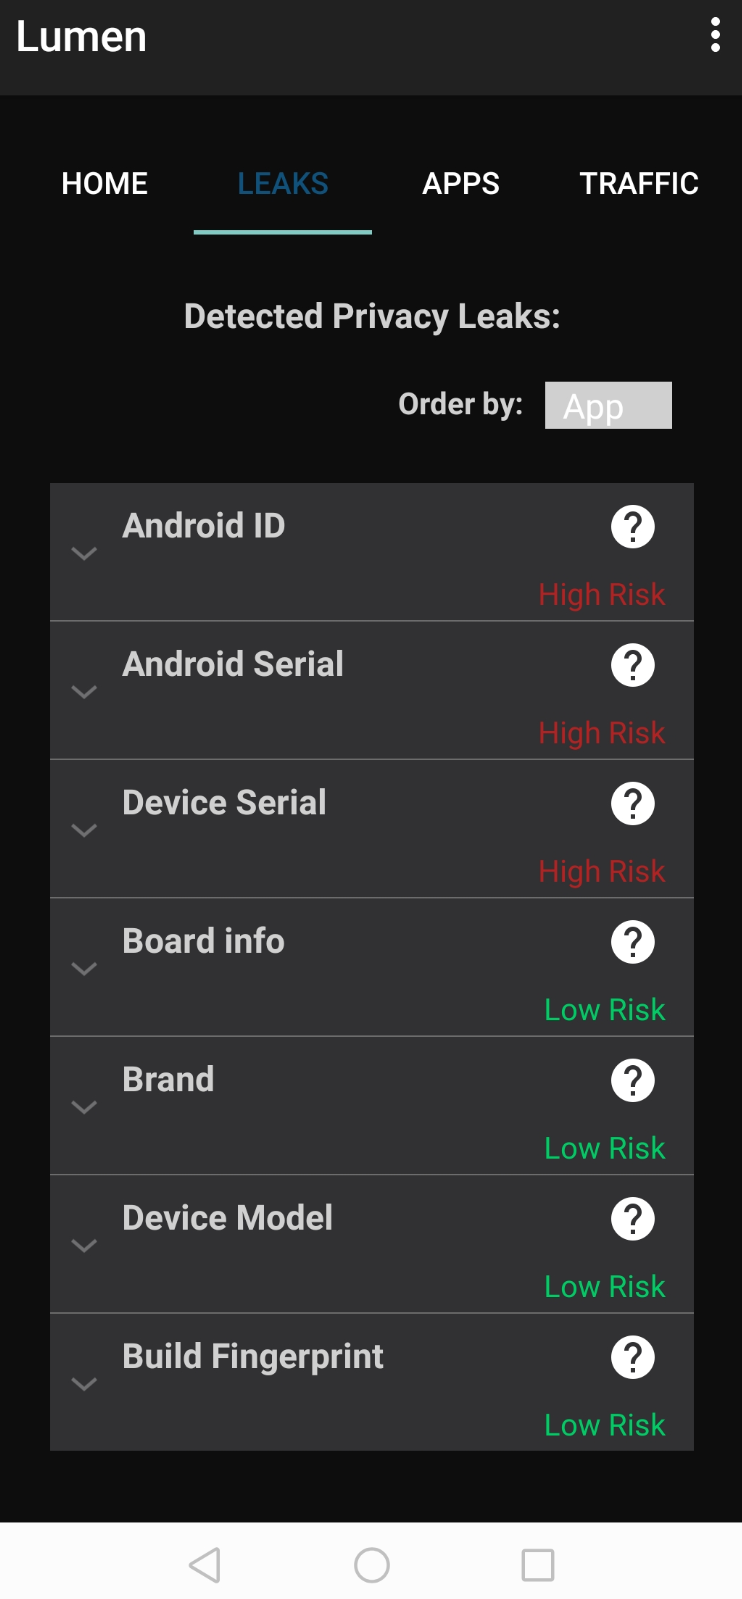 Lumen
HOME LEAKS APPS TRAFFIC
Detected Privacy Leaks:
Order by: App
Android ID ?
High Risk
Android Serial ?
High Risk
Device Serial ?
High Risk
Board info ?
Low Risk
Brand ?
Low Risk
Device Model ?
Low Risk
Build Fingerprint ?
Low Risk